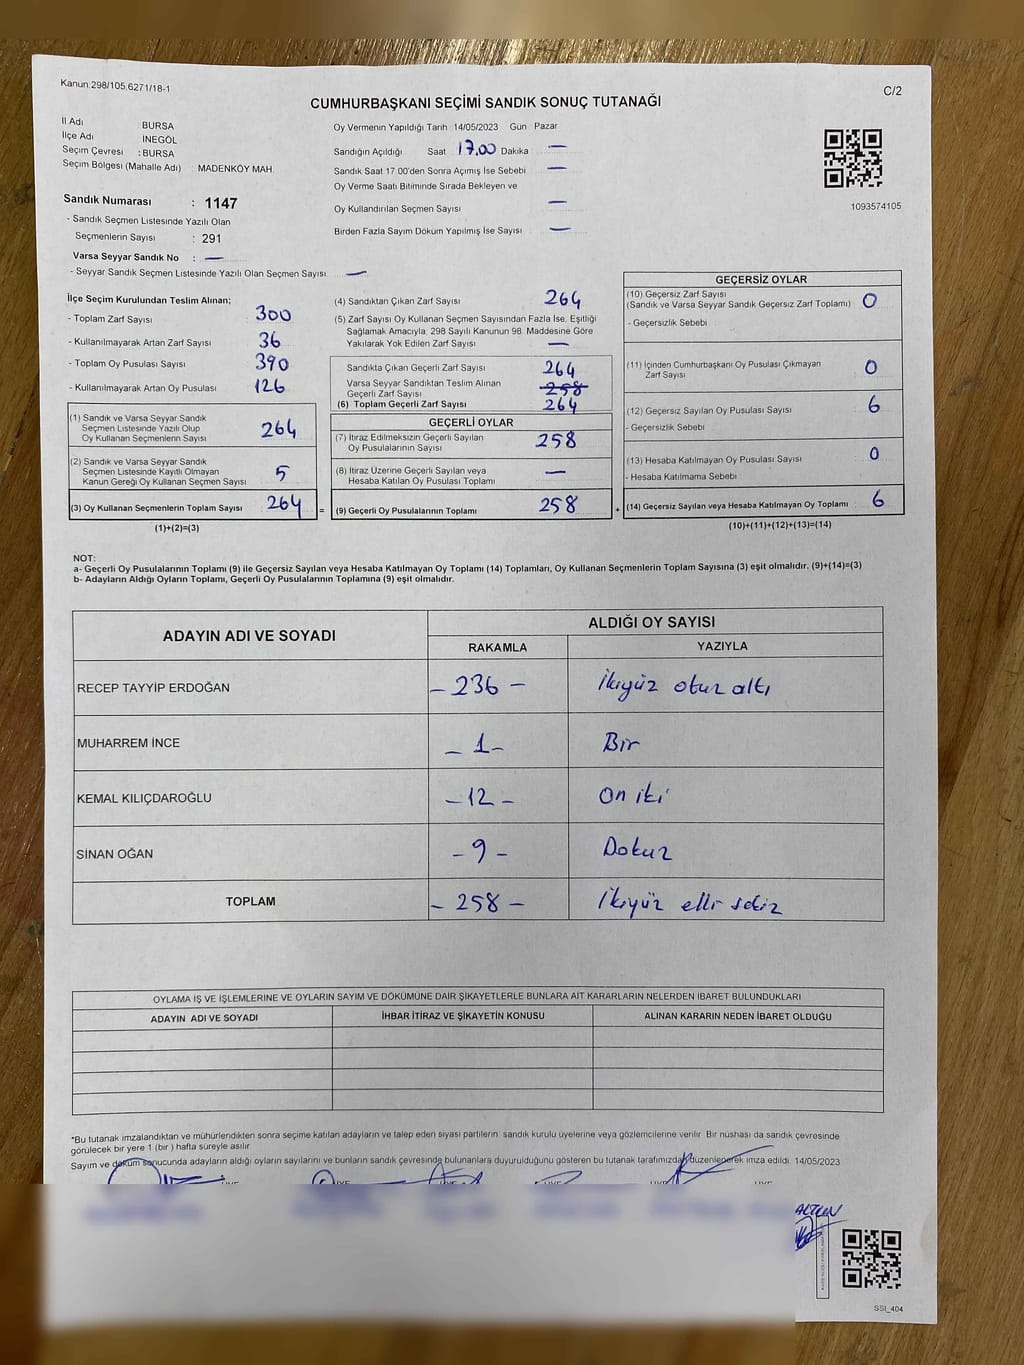 Kanun.298/105.6271/18-1
C/2
CUMHURBAŞKANI SEÇİMİ SANDIK SONUÇ TUTANAĞI
İl Adı BURSA
İlçe Adı İNEGÖL
Seçim Çevresi : BURSA
Seçim Bölgesi (Mahalle Adı) : MADENKÖY MAH
Sandık Numarası : 1147
- Sandık Seçmen Listesinde Yazılı Olan
Seçmenlerin Sayısı : 291
Varsa Seyyar Sandık No : —
- Seyyar Sandık Seçmen Listesinde Yazılı Olan Seçmen Sayısı —
Oy Vermenin Yapıldığı Tarih 14/05/2023 Gün Pazar
Sandığın Açıldığı Saat 17.00 Dakika —
Sandık Saat 17.00'den Sonra Açımış İse Sebebi —
Oy Verme Saati Bitiminde Sırada Bekleyen ve
Oy Kullandırılan Seçmen Sayısı —
Birden Fazla Sayım Döküm Yapılmış İse Sayısı —
1093574105
İlçe Seçim Kurulundan Teslim Alınan;
- Toplam Zarf Sayısı 300
- Kullanılmayarak Artan Zarf Sayısı 36
- Toplam Oy Pusulası Sayısı 390
- Kullanılmayarak Artan Oy Pusulası 126
(1) Sandık ve Varsa Seyyar Sandık
Seçmen Listesinde Yazılı Olup
Oy Kullanan Seçmenlerin Sayısı 264
(2) Sandık ve Varsa Seyyar Sandık
Seçmen Listesinde Kayıtlı Olmayan
Kanun Gereği Oy Kullanan Seçmen Sayısı 5
(3) Oy Kullanan Seçmenlerin Toplam Sayısı 264
(1)+(2)=(3)
(4) Sandıktan Çıkan Zarf Sayısı 264
(5) Zarf Sayısı Oy Kullanan Seçmen Sayısından Fazla İse, Eşitliği
Sağlamak Amacıyla, 298 Sayılı Kanunun 98. Maddesine Göre
Yakılarak Yok Edilen Zarf Sayısı —
Sandıkta Çıkan Geçerli Zarf Sayısı 264
Varsa Seyyar Sandıktan Teslim Alınan
Geçerli Zarf Sayısı 258
(6) Toplam Geçerli Zarf Sayısı 264
GEÇERLİ OYLAR
(7) İtiraz Edilmeksizin Geçerli Sayılan
Oy Pusulalarının Sayısı 258
(8) İtiraz Üzerine Geçerli Sayılan veya
Hesaba Katılan Oy Pusulası Toplamı —
= (9) Geçerli Oy Pusulalarının Toplamı 258 +
GEÇERSİZ OYLAR
(10) Geçersiz Zarf Sayısı
(Sandık ve Varsa Seyyar Sandık Geçersiz Zarf Toplamı) 0
- Geçersizlik Sebebi
(11) İçinden Cumhurbaşkanı Oy Pusulası Çıkmayan
Zarf Sayısı 0
(12) Geçersiz Sayılan Oy Pusulası Sayısı 6
- Geçersizlik Sebebi
(13) Hesaba Katılmayan Oy Pusulası Sayısı 0
- Hesaba Katılmama Sebebi
(14) Geçersiz Sayılan veya Hesaba Katılmayan Oy Toplamı 6
(10)+(11)+(12)+(13)=(14)
NOT:
a- Geçerli Oy Pusulalarının Toplamı (9) ile Geçersiz Sayılan veya Hesaba Katılmayan Oy Toplamı (14) Toplamları, Oy Kullanan Seçmenlerin Toplam Sayısına (3) eşit olmalıdır. (9)+(14)=(3)
b- Adayların Aldığı Oyların Toplamı, Geçerli Oy Pusulalarının Toplamına (9) eşit olmalıdır.
ADAYIN ADI VE SOYADI ALDIĞI OY SAYISI
RAKAMLA YAZIYLA
RECEP TAYYİP ERDOĞAN – 236 – İkiyüz otuz altı
MUHARREM İNCE – 1 – Bir
KEMAL KILIÇDAROĞLU – 12 – On iki
SİNAN OĞAN – 9 – Dokuz
TOPLAM – 258 – İkiyüz elli sekiz
OYLAMA İŞ VE İŞLEMLERİNE VE OYLARIN SAYIM VE DÖKÜMÜNE DAİR ŞİKAYETLERLE BUNLARA AİT KARARLARIN NELERDEN İBARET BULUNDUKLARI
ADAYIN ADI VE SOYADI İHBAR İTİRAZ VE ŞİKAYETİN KONUSU ALINAN KARARIN NEDEN İBARET OLDUĞU
*Bu tutanak imzalandıktan ve mühürlendikten sonra seçime katılan adayların ve talep eden siyasi partilerin sandık kurulu üyelerine veya gözlemcilerine verilir. Bir nüshası da sandık çevresinde
görülecek bir yere 1 (bir ) hafta süreyle asılır.
Sayım ve döküm sonucunda adayların aldığı oyların sayılarını ve bunların sandık çevresinde bulunanlara duyurulduğunu gösteren bu tutanak tarafımızdan düzenlenerek imza edildi. 14/05/2023
ALTUN
SSİ_404